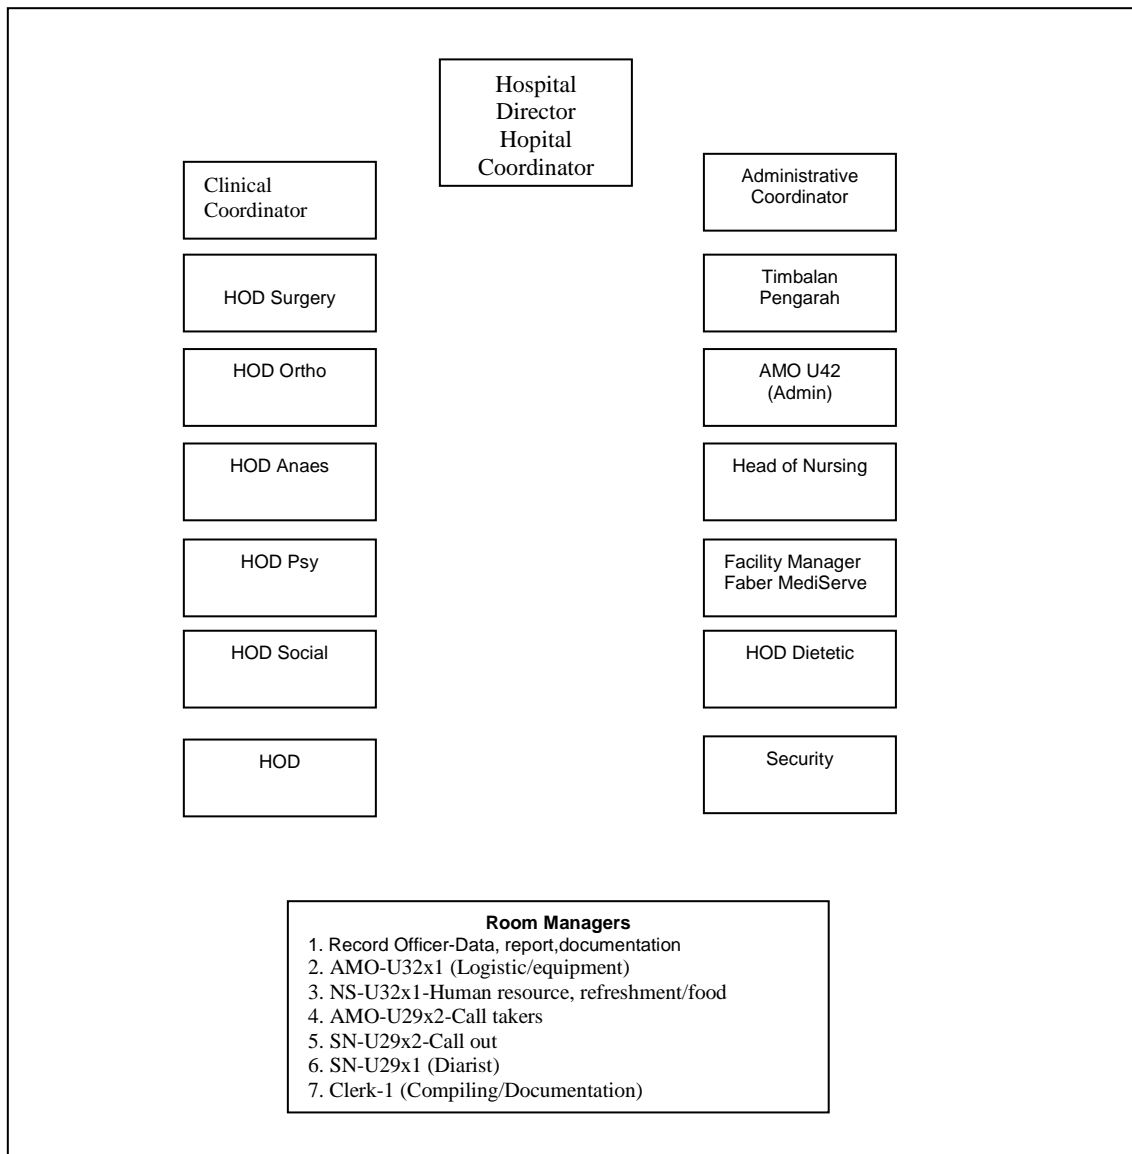 Hospital
Director
Hopital
Coordinator
Clinical
Coordinator
HOD Surgery
HOD Ortho
HOD Anaes
HOD Psy
HOD Social
HOD
Administrative
Coordinator
Timbalan
Pengarah
AMO U42
(Admin)
Head of Nursing
Facility Manager
Faber MediServe
HOD Dietetic
Security
Room Managers
1. Record Officer-Data, report,documentation
2. AMO-U32x1 (Logistic/equipment)
3. NS-U32x1-Human resource, refreshment/food
4. AMO-U29x2-Call takers
5. SN-U29x2-Call out
6. SN-U29x1 (Diarist)
7. Clerk-1 (Compiling/Documentation)